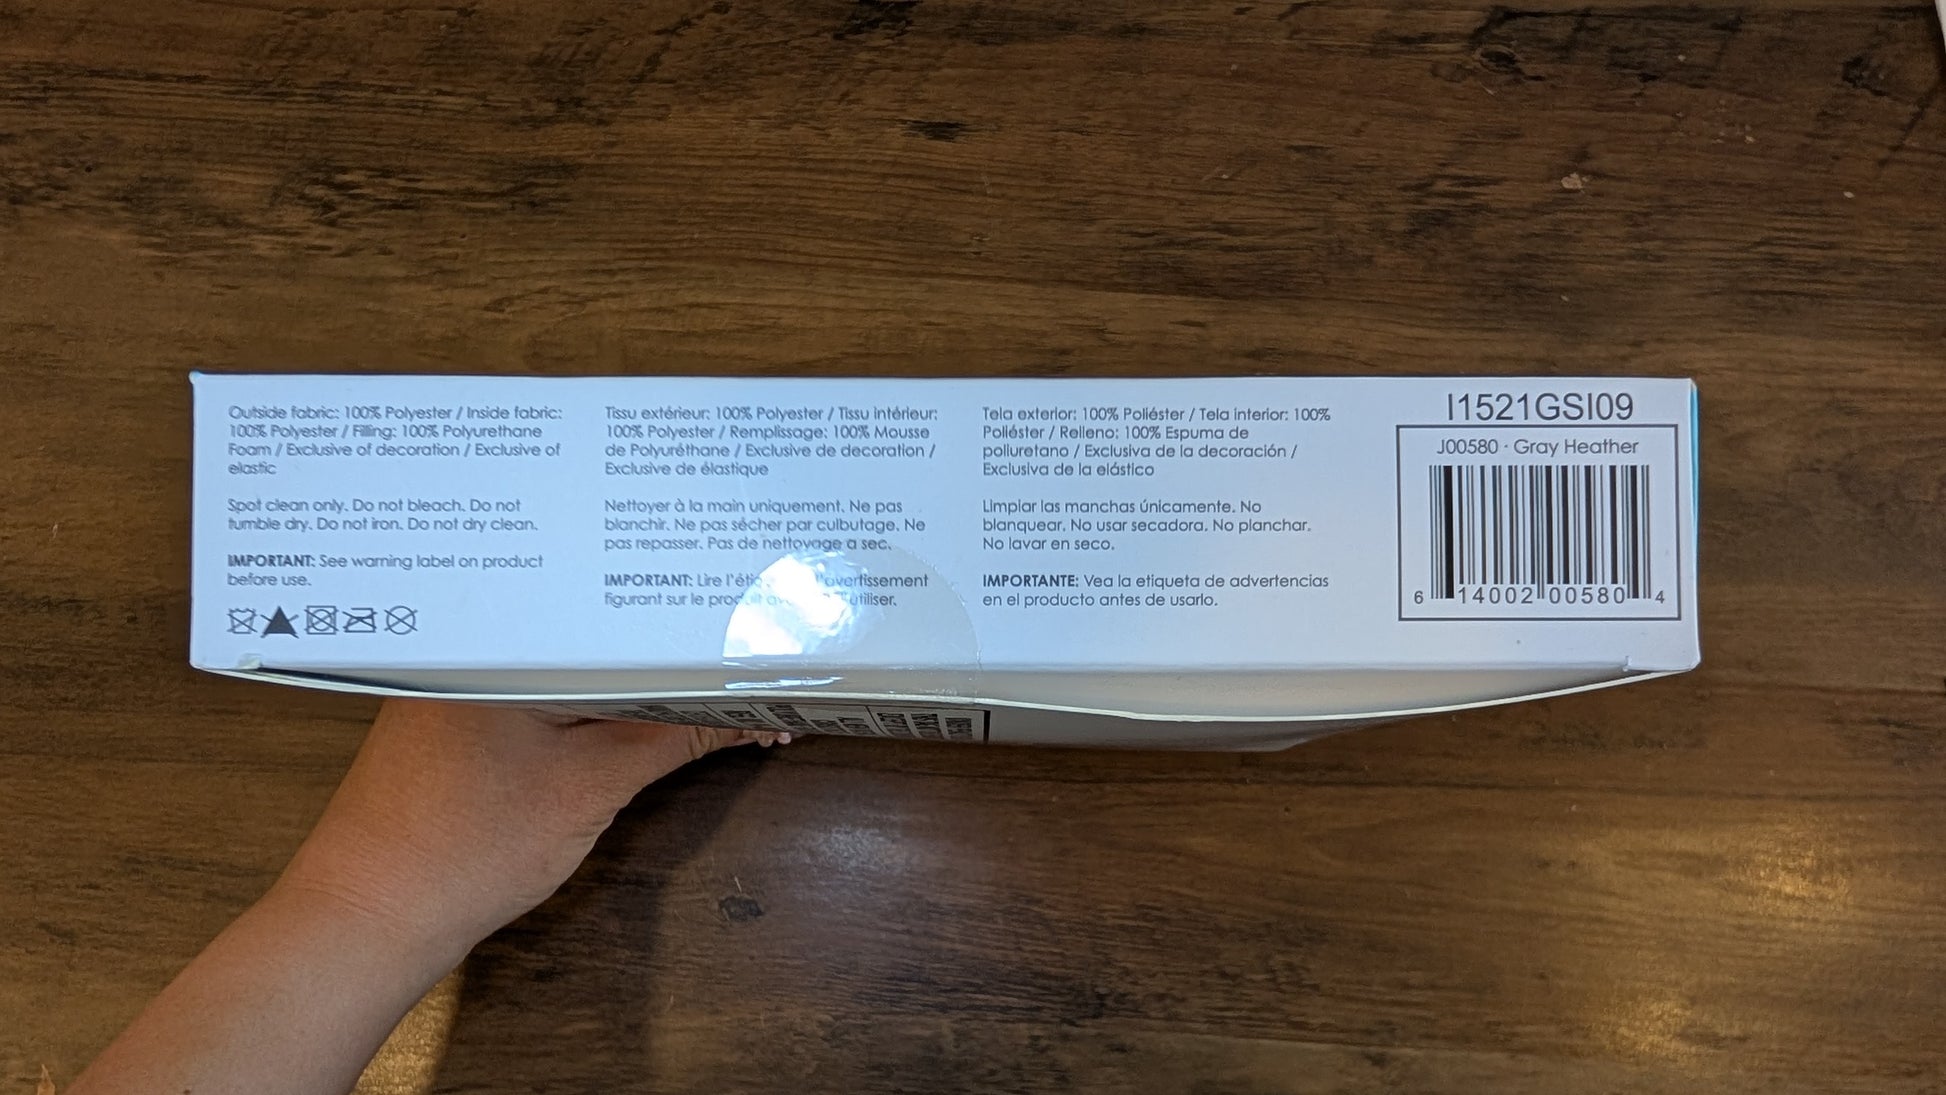 Outside fabric: 100% Polyester / Inside fabric:
100% Polyester / Filling: 100% Polyurethane
Foam / Exclusive of decoration / Exclusive of
elastic
Spot clean only. Do not bleach. Do not
tumble dry. Do not iron. Do not dry clean.
IMPORTANT: See warning label on product
before use.
Tissu extérieur: 100% Polyester / Tissu intérieur:
100% Polyester / Remplissage: 100% Mousse
de Polyuréthane / Exclusive de decoration /
Exclusive de élastique
Nettoyer à la main uniquement. Ne pas
blanchir. Ne pas sécher par culbutage. Ne
pas repasser. Pas de nettoyage a sec.
IMPORTANT: Lire l'avertissement
figurant sur le produit utiliser.
Tela exterior: 100% Poliéster / Tela interior: 100%
Poliéster / Relleno: 100% Espuma de
poliuretano / Exclusiva de la decoración /
Exclusiva de la elástico
Limpiar las manchas únicamente. No
blanquear. No usar secadora. No planchar.
No lavar en seco.
IMPORTANTE: Vea la etiqueta de advertencias
en el producto antes de usarlo.
I1521GSI09
J00580 · Gray Heather
6 14002 00580 4